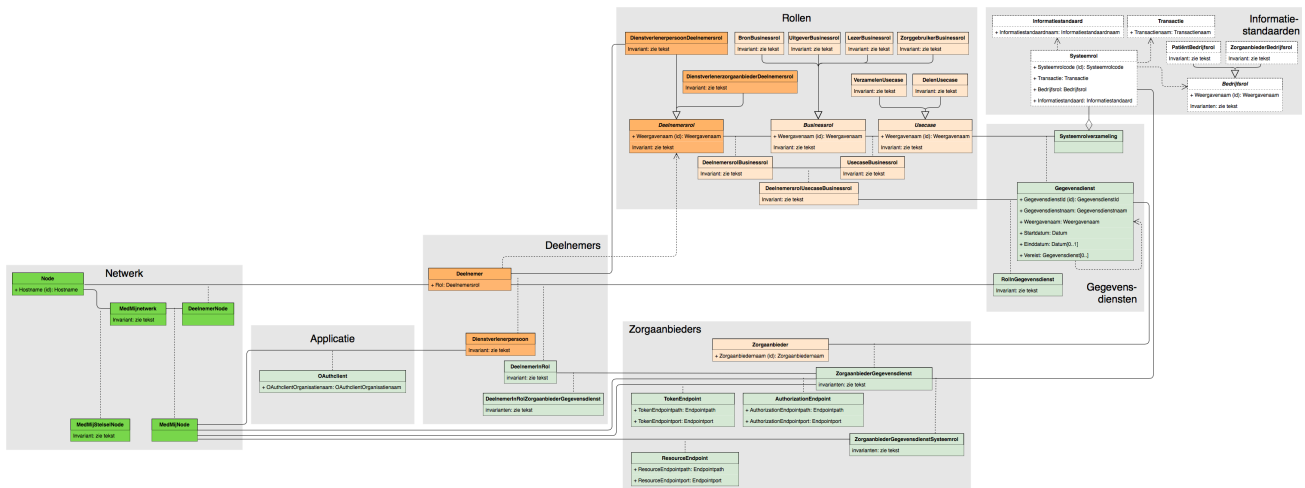 Rollen
DienstverlenerpersoonDeelnemersrol
Invariant: zie tekst
BronBusinessrol
Invariant: zie tekst
UitgeverBusinessrol
Invariant: zie tekst
LezerBusinessrol
Invariant: zie tekst
ZorggebruikerBusinessrol
Invariant: zie tekst
DienstverlenerzorgaanbiederDeelnemersrol
Invariant: zie tekst
VerzamelenUsecase
Invariant: zie tekst
DelenUsecase
Invariant: zie tekst
Deelnemersrol
+ Weergavenaam (id): Weergavenaam
Invariant: zie tekst
Businessrol
+ Weergavenaam (id): Weergavenaam
Invariant: zie tekst
Usecase
+ Weergavenaam (id): Weergavenaam
Invariant: zie tekst
DeelnemersrolBusinessrol
Invariant: zie tekst
UsecaseBusinessrol
Invariant: zie tekst
DeelnemersrolUsecaseBusinessrol
Invariant: zie tekst
Informatie-
standaarden
Informatiestandaard
+ Informatiestandaardnaam: Informatiestandaardnaam
Transactie
+ Transactienaam: Transactienaam
Systeemrol
+ Systeemrolcode (id): Systeemrolcode
+ Transactie: Transactie
+ Bedrijfsrol: Bedrijfsrol
+ Informatiestandaard: Informatiestandaard
PatiëntBedrijfsrol
Invariant: zie tekst
ZorgaanbiederBedrijfsrol
Invariant: zie tekst
Bedrijfsrol
+ Weergavenaam (id): Weergavenaam
Invarianten: zie tekst
Systeemrolverzameling
Gegevensdienst
+ GegevensdienstId (id): GegevensdienstId
+ Gegevensdienstnaam: Gegevensdienstnaam
+ Weergavenaam: Weergavenaam
+ Startdatum: Datum
+ Einddatum: Datum[0..1]
+ Vereist: Gegevensdienst[0..]
RolInGegevensdienst
Invariant: zie tekst
Gegevens-
diensten
Deelnemers
Deelnemer
+ Rol: Deelnemersrol
Dienstverlenerpersoon
Invariant: zie tekst
DeelnemerInRol
invariant: zie tekst
DeelnemerInRolZorgaanbiederGegevensdienst
Invarianten: zie tekst
Netwerk
Node
+ Hostname (id): Hostname
MedMijnetwerk
Invariant: zie tekst
DeelnemerNode
MedMijStelselNode
Invariant: zie tekst
MedMijNode
Applicatie
OAuthclient
+ OAuthclientOrganisatienaam: OAuthclientOrganisatienaam
Zorgaanbieders
Zorgaanbieder
+ Zorgaanbiedernaam (id): Zorgaanbiedernaam
ZorgaanbiederGegevensdienst
invarianten: zie tekst
TokenEndpoint
+ TokenEndpointpath: Endpointpath
+ TokenEndpointport: Endpointport
AuthorizationEndpoint
+ AuthorizationEndpointpath: Endpointpath
+ AuthorizationEndpointport: Endpointport
ZorgaanbiederGegevensdienstSysteemrol
invarianten: zie tekst
ResourceEndpoint
+ ResourceEndpointpath: Endpointpath
+ ResourceEndpointport: Endpointport